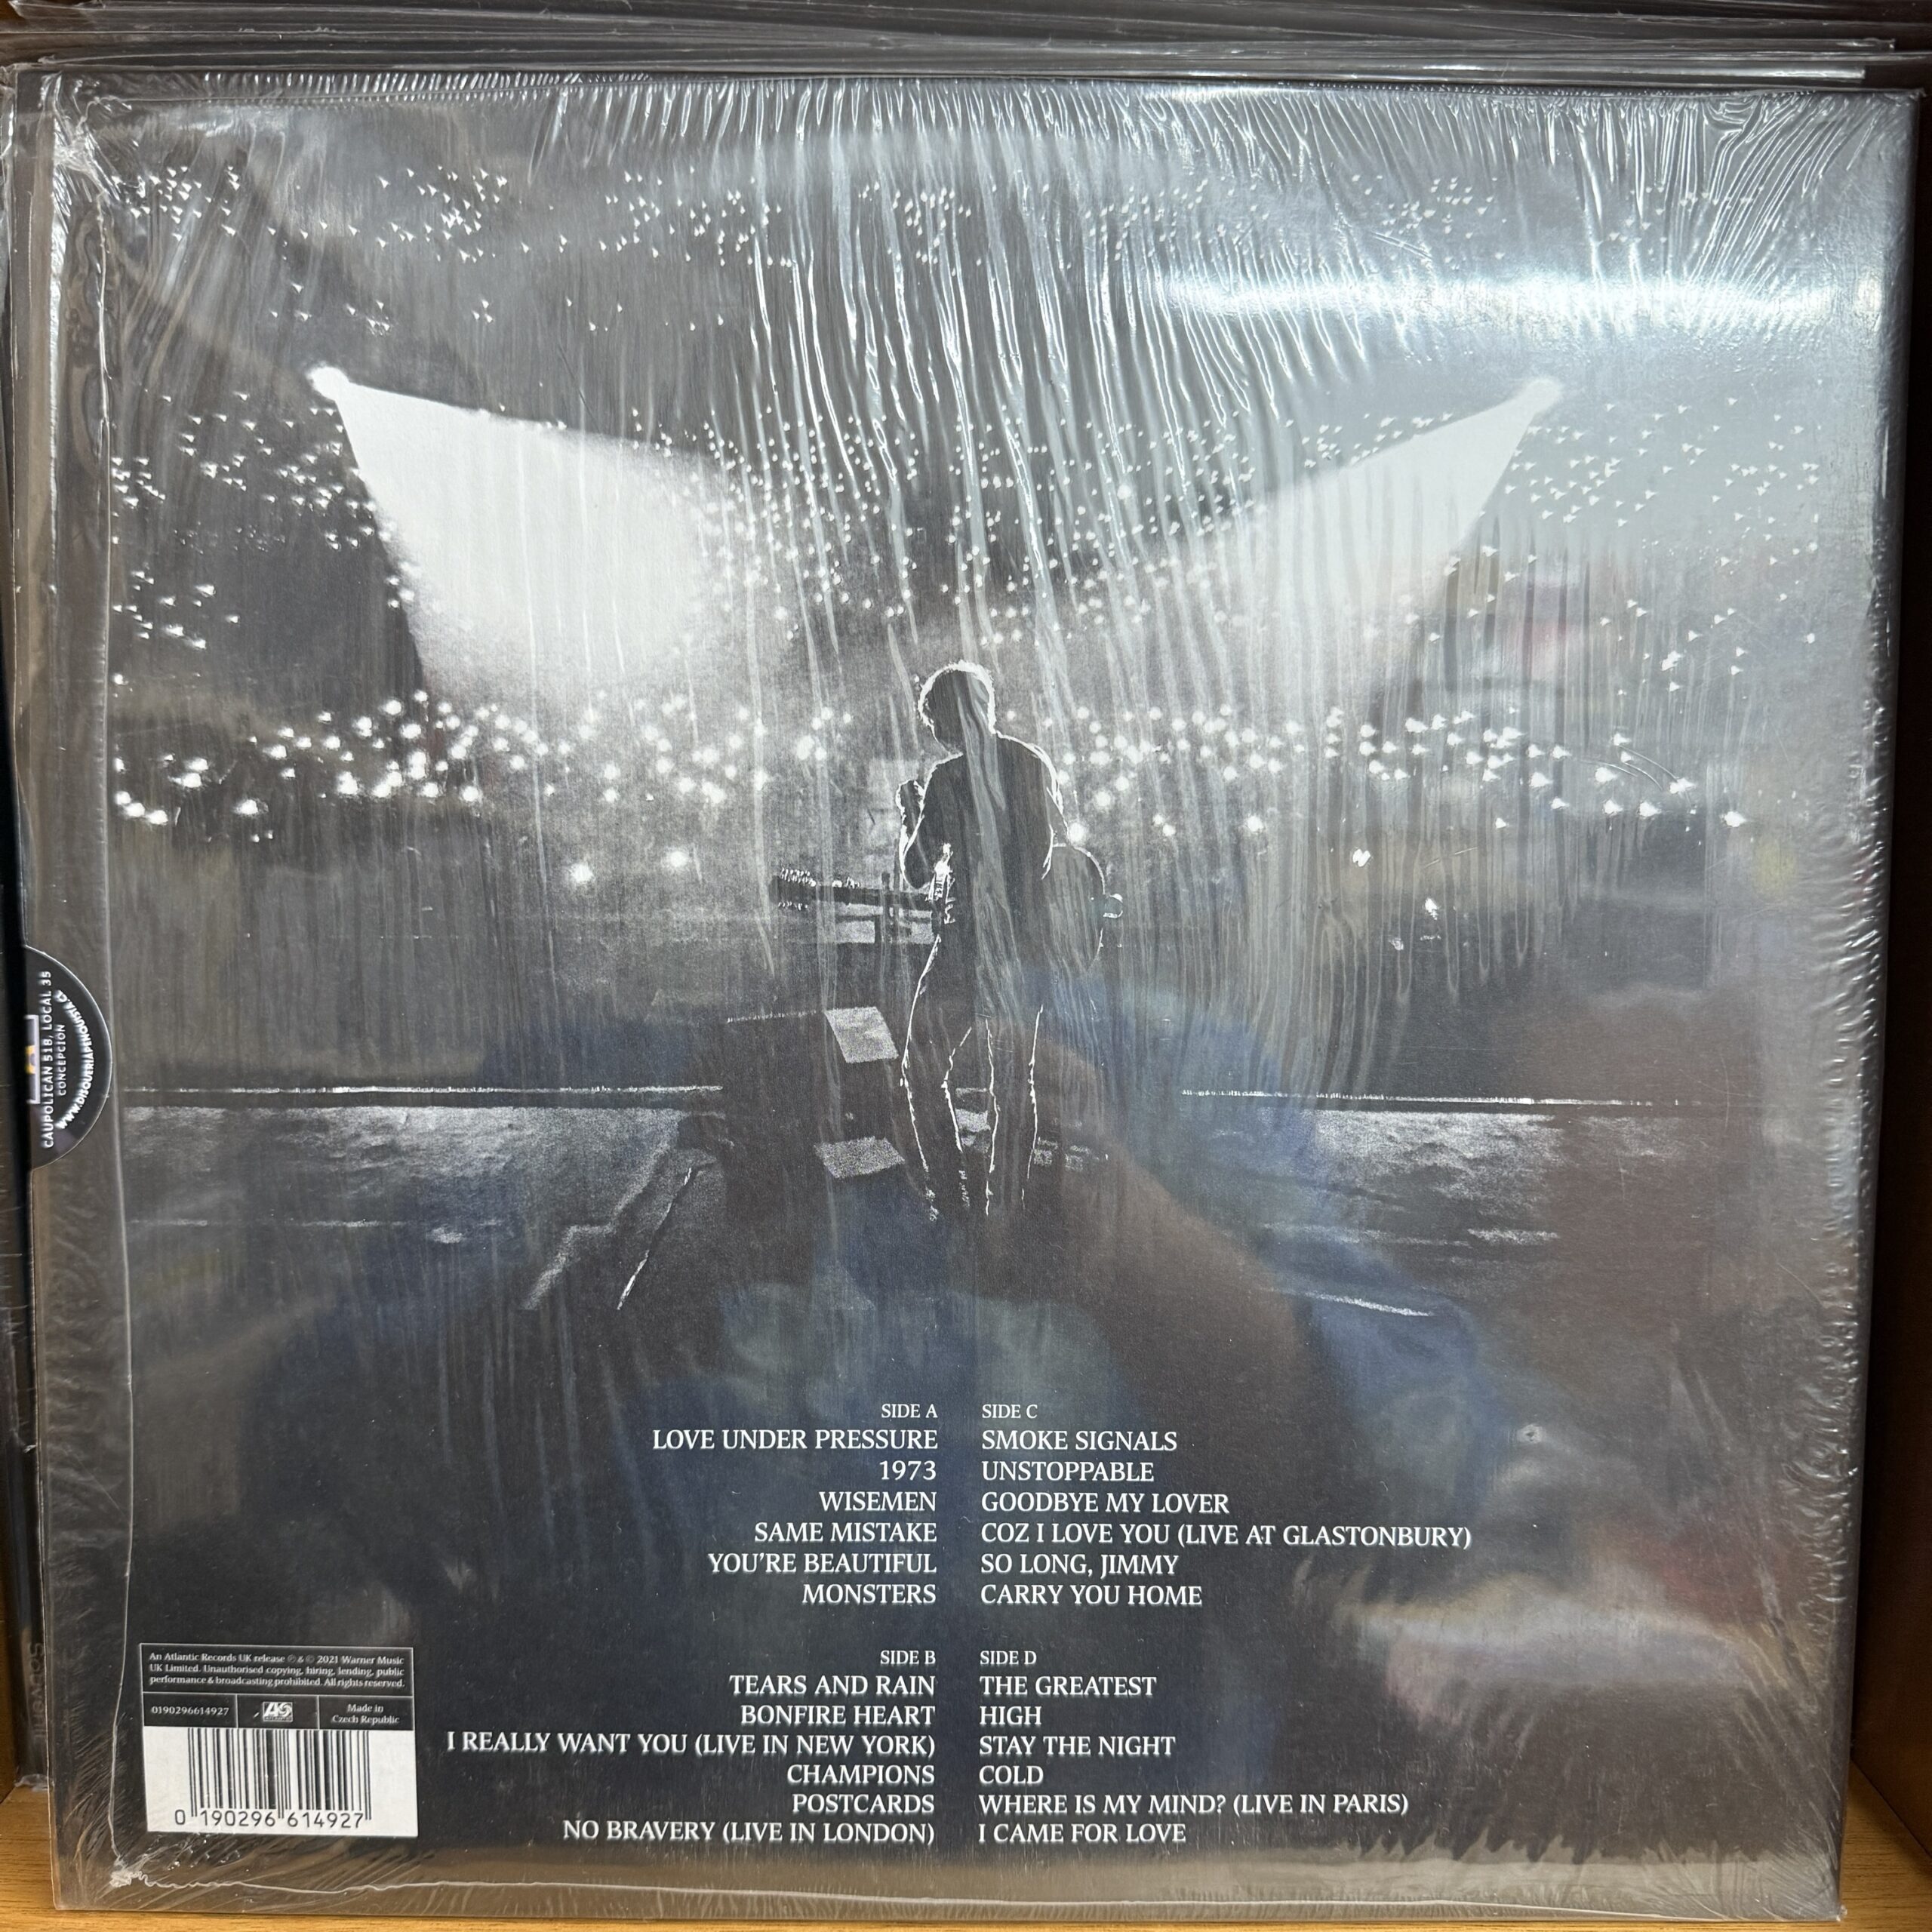 SIDE A
LOVE UNDER PRESSURE
1973
WISEMEN
SAME MISTAKE
YOU'RE BEAUTIFUL
MONSTERS
SIDE B
TEARS AND RAIN
BONFIRE HEART
I REALLY WANT YOU (LIVE IN NEW YORK)
CHAMPIONS
POSTCARDS
NO BRAVERY (LIVE IN LONDON)
SIDE C
SMOKE SIGNALS
UNSTOPPABLE
GOODBYE MY LOVER
COZ I LOVE YOU (LIVE AT GLASTONBURY)
SO LONG, JIMMY
CARRY YOU HOME
SIDE D
THE GREATEST
HIGH
STAY THE NIGHT
COLD
WHERE IS MY MIND? (LIVE IN PARIS)
I CAME FOR LOVE
An Atlantic Records UK release ℗ & © 2021 Warner Music
UK Limited. Unauthorised copying, hiring, lending, public
performance & broadcasting prohibited. All rights reserved.
0190296614927
Made in
Czech Republic
0 190296 614927
CAUPOLICAN 518, LOCAL 35
CONCEPCIÓN